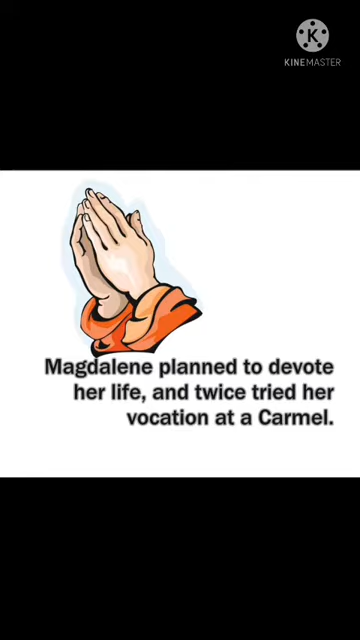 K
KINEMASTER
Magdalene planned to devote
her life, and twice tried her
vocation at a Carmel.